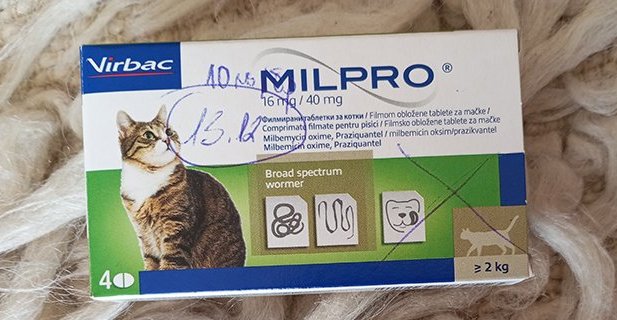 Virbac
10
MILPRO®
16 mg / 40 mg
13.12
Филмирани таблетки за котки / Filmom obložene tablete za mačke /
Comprimate filmate pentru pisici / Filmsko obložene tablete za mačke
Milbemycin oxime, Praziquantel / milbemicin oksim/prazikvantel
Milbemicin oxime, Praziquantel
Broad spectrum
wormer
4
≥ 2 kg